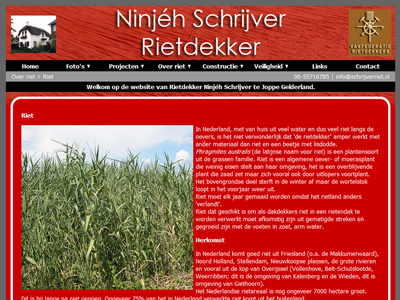 Ninjéh Schrijver
Rietdekker
VAKFEDERATIE
RIETDEKKERS
Home Foto's Projecten Over riet Constructie Veiligheid Links Contact
Over riet > Riet
06-55716785 | info@schrijverriet.nl
Welkom op de website van Rietdekker Ninjéh Schrijver te Joppe Gelderland.
Riet
In Nederland, met van huis uit veel water en dus veel riet langs de
oevers, is het niet verwonderlijk dat 'de rietdekker' amper werkt met
ander materiaal dan riet en een beetje met lisdodde.
Phragmites australis (de latijnse naam voor riet) is een plantensoort
uit de grassen familie. Riet is een algemene oever- of moerasplant
die weinig eisen stelt aan haar omgeving, het is een overblijvende
plant die zaad zet maar zich vooral ook door uitlopers voortplant.
Het bovengrondse deel sterft in de winter af maar de wortelstok
loopt in het voorjaar weer uit.
Riet moet elk jaar gemaaid worden omdat het rietland anders
'verlandt'.
Riet dat geschikt is om als dakdekkers riet in een rietendak te
worden verwerkt moet afkomstig zijn uit gunstige gematigde streken en
groeien zijn met de voeten in zoet, arm water.
Herkomst
In Nederland komt goed riet uit Friesland (o.a. de Makkumerwaard),
Noord Holland, Stellendam, Nieuwkoopse plassen, de grote rivieren
en vooral uit de kop van Overijssel (Vollenhove, Belt-Schutsloot,
Weerribben; dit is de omgeving van Kalenberg en de Wieden, dit is
omgeving van Giethoorn).
Het Nederlandse rietareaal is nog ongeveer 7000 hectare groot.
Dit is bij lange na niet genoeg. Ongeveer 75% van het in Nederland verwerkte riet komt uit het buitenland.